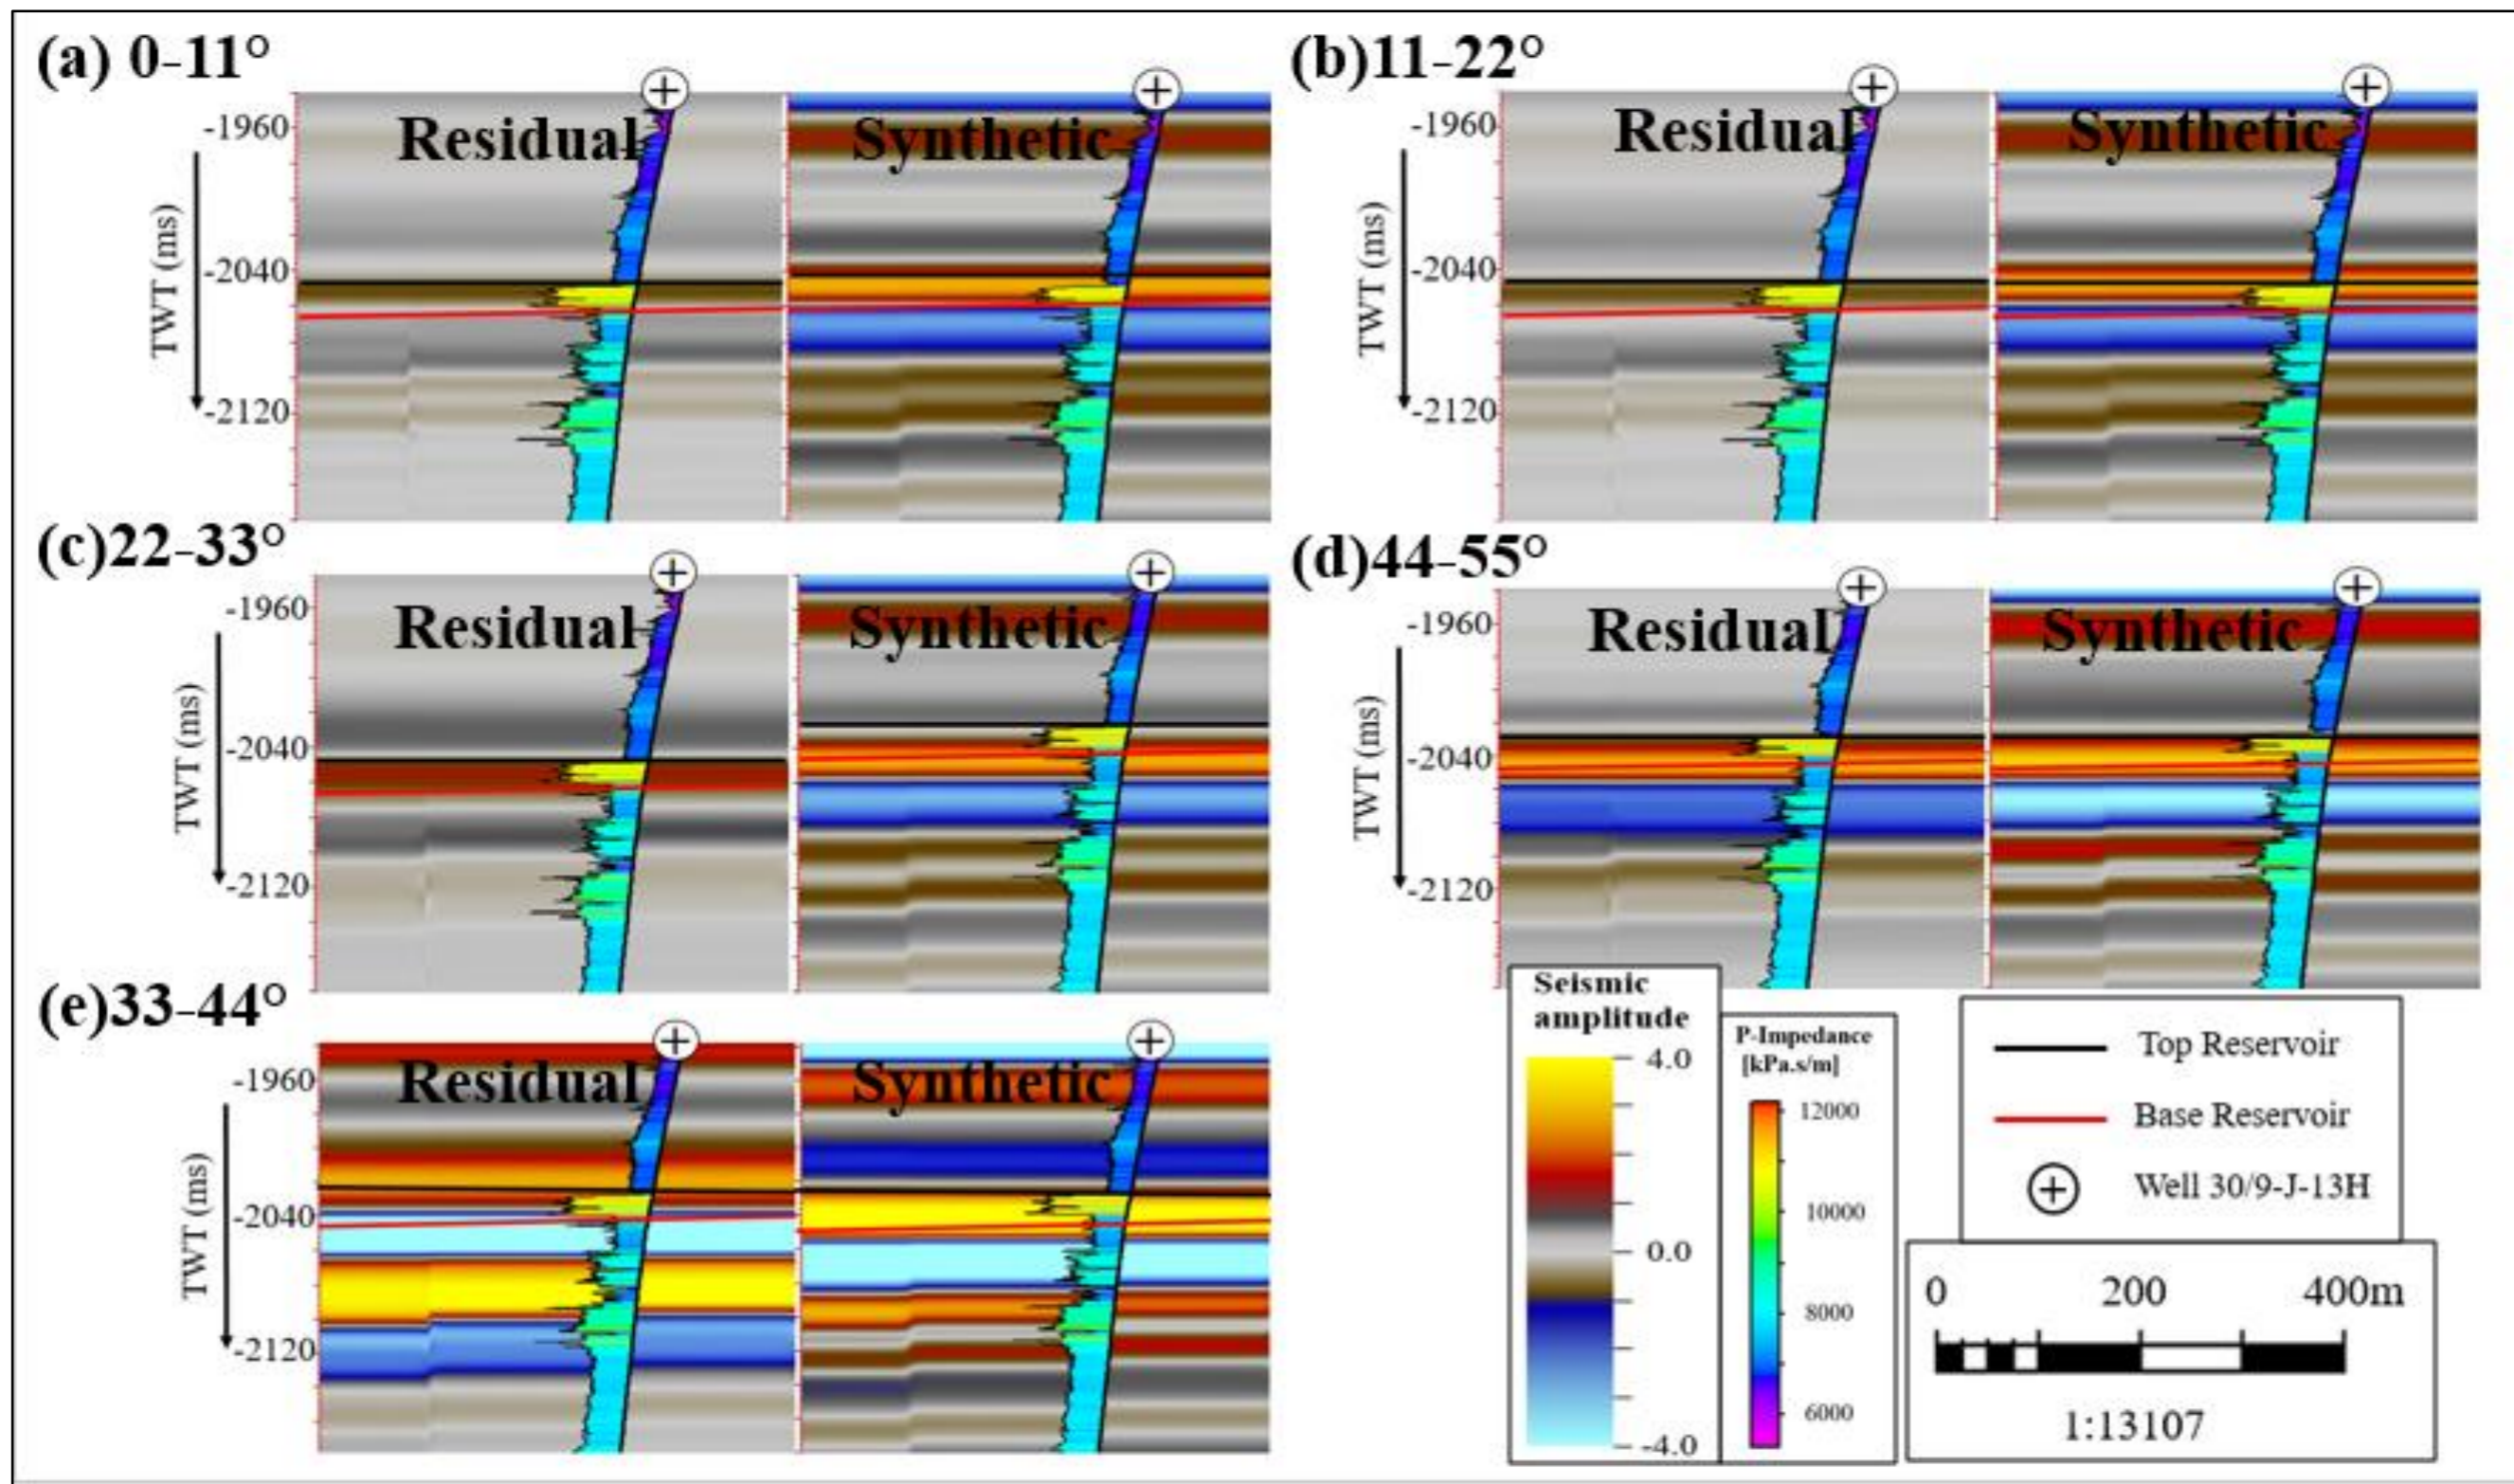 (a) 0-11°
Residual
Synthetic
-1960
-2040
-2120
TWT (ms)
(b)11-22°
Residual
Synthetic
-1960
-2040
-2120
TWT (ms)
(c)22-33°
Residual
Synthetic
-1960
-2040
-2120
TWT (ms)
(d)44-55°
Residual
Synthetic
-1960
-2040
-2120
TWT (ms)
(e)33-44°
Residual
Synthetic
-1960
-2040
-2120
TWT (ms)
Seismic
amplitude
4.0
0.0
-4.0
P-Impedance
[kPa.s/m]
12000
10000
8000
6000
Top Reservoir
Base Reservoir
Well 30/9-J-13H
0 200 400m
1:13107